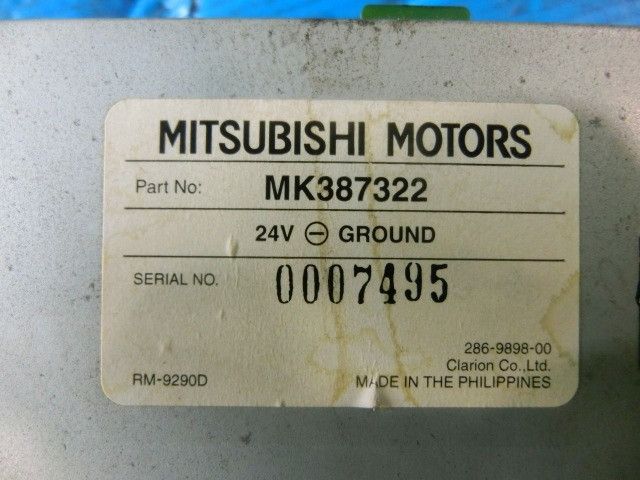 MITSUBISHI MOTORS
Part No: MK387322
24V ⊖ GROUND
SERIAL NO. 0007495
286-9898-00
Clarion Co.,Ltd.
RM-9290D MADE IN THE PHILIPPINES